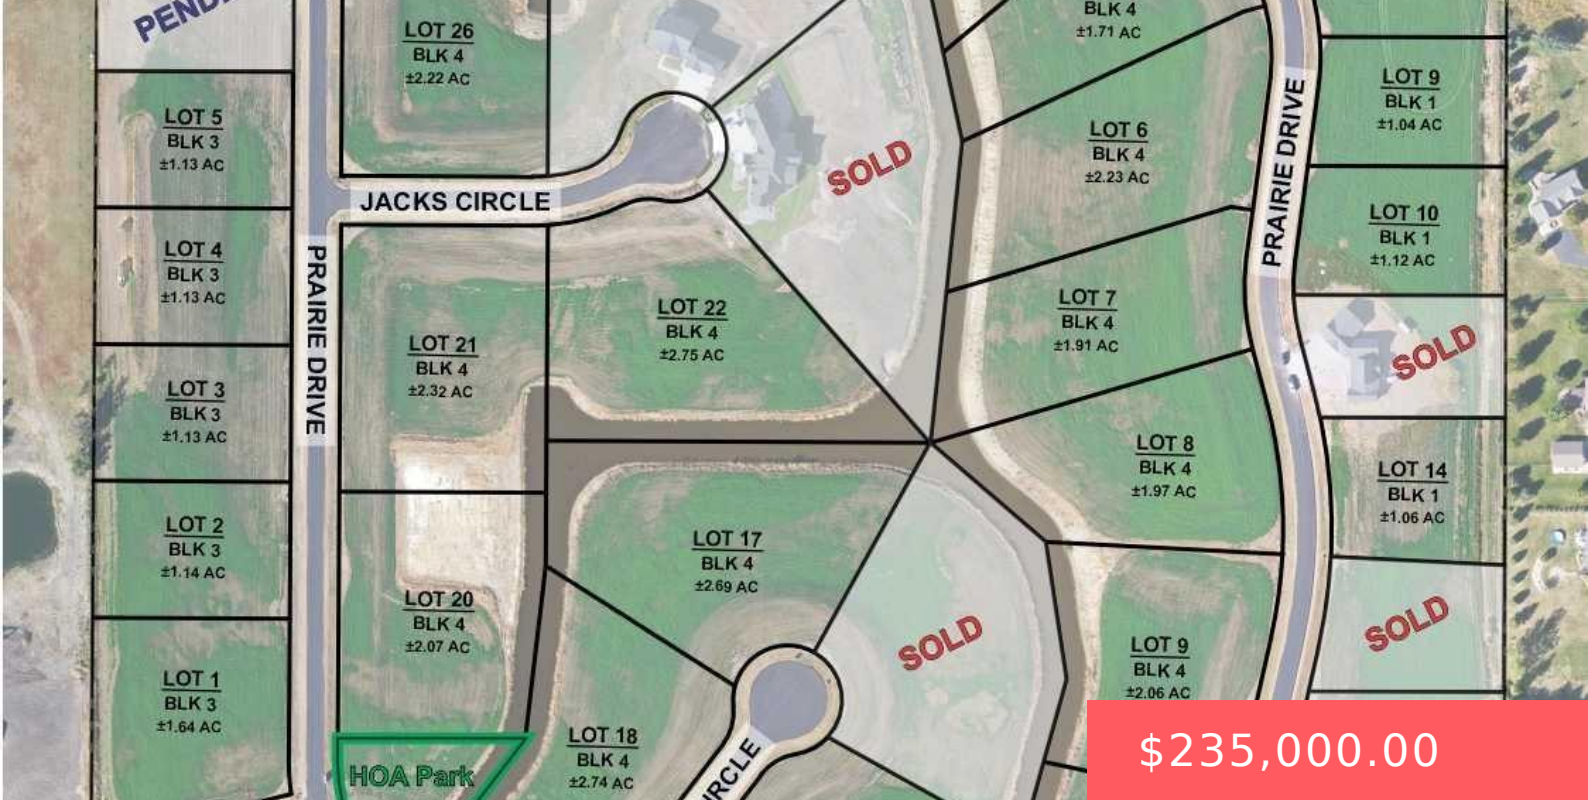 PENDI
LOT 26
BLK 4
±2.22 AC
BLK 4
±1.71 AC
LOT 9
BLK 1
±1.04 AC
LOT 5
BLK 3
±1.13 AC
LOT 6
BLK 4
±2.23 AC
SOLD
PRAIRIE DRIVE
JACKS CIRCLE
LOT 10
BLK 1
±1.12 AC
LOT 4
BLK 3
±1.13 AC
PRAIRIE DRIVE
LOT 22
BLK 4
±2.75 AC
LOT 7
BLK 4
±1.91 AC
SOLD
LOT 21
BLK 4
±2.32 AC
LOT 3
BLK 3
±1.13 AC
LOT 8
BLK 4
±1.97 AC
LOT 14
BLK 1
±1.06 AC
LOT 2
BLK 3
±1.14 AC
LOT 17
BLK 4
±2.69 AC
LOT 20
BLK 4
±2.07 AC
SOLD
SOLD
LOT 9
BLK 4
±2.06 AC
LOT 1
BLK 3
±1.64 AC
LOT 18
BLK 4
±2.74 AC
HOA Park
IRCLE
$235,000.00